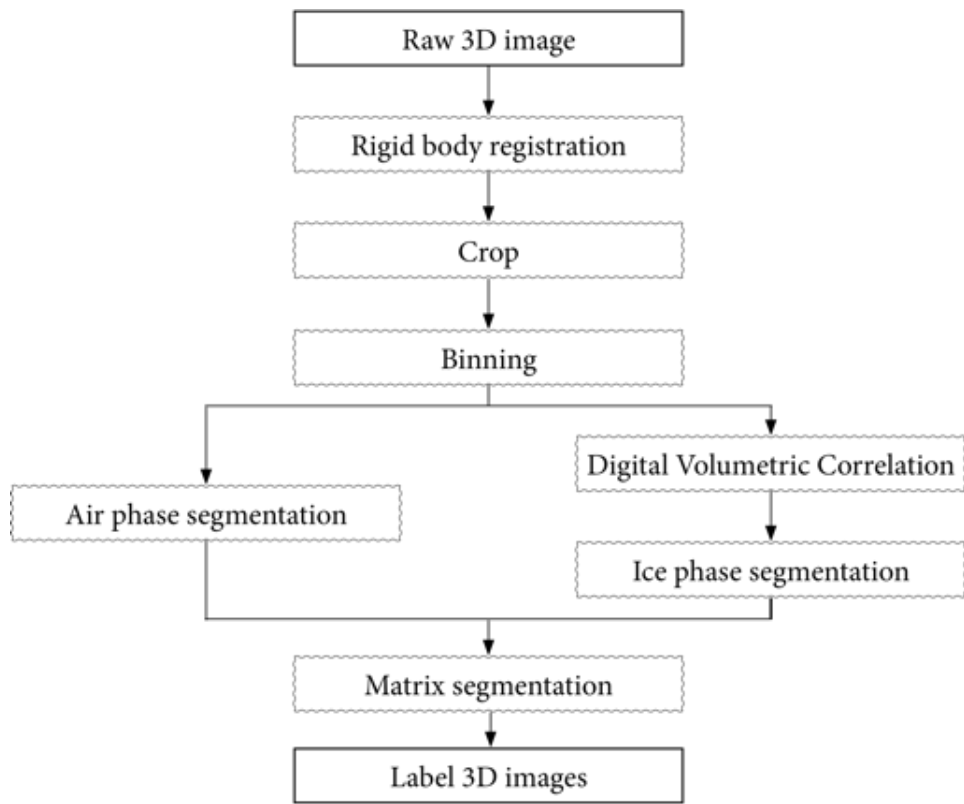 Raw 3D image
Rigid body registration
Crop
Binning
Digital Volumetric Correlation
Air phase segmentation
Ice phase segmentation
Matrix segmentation
Label 3D images